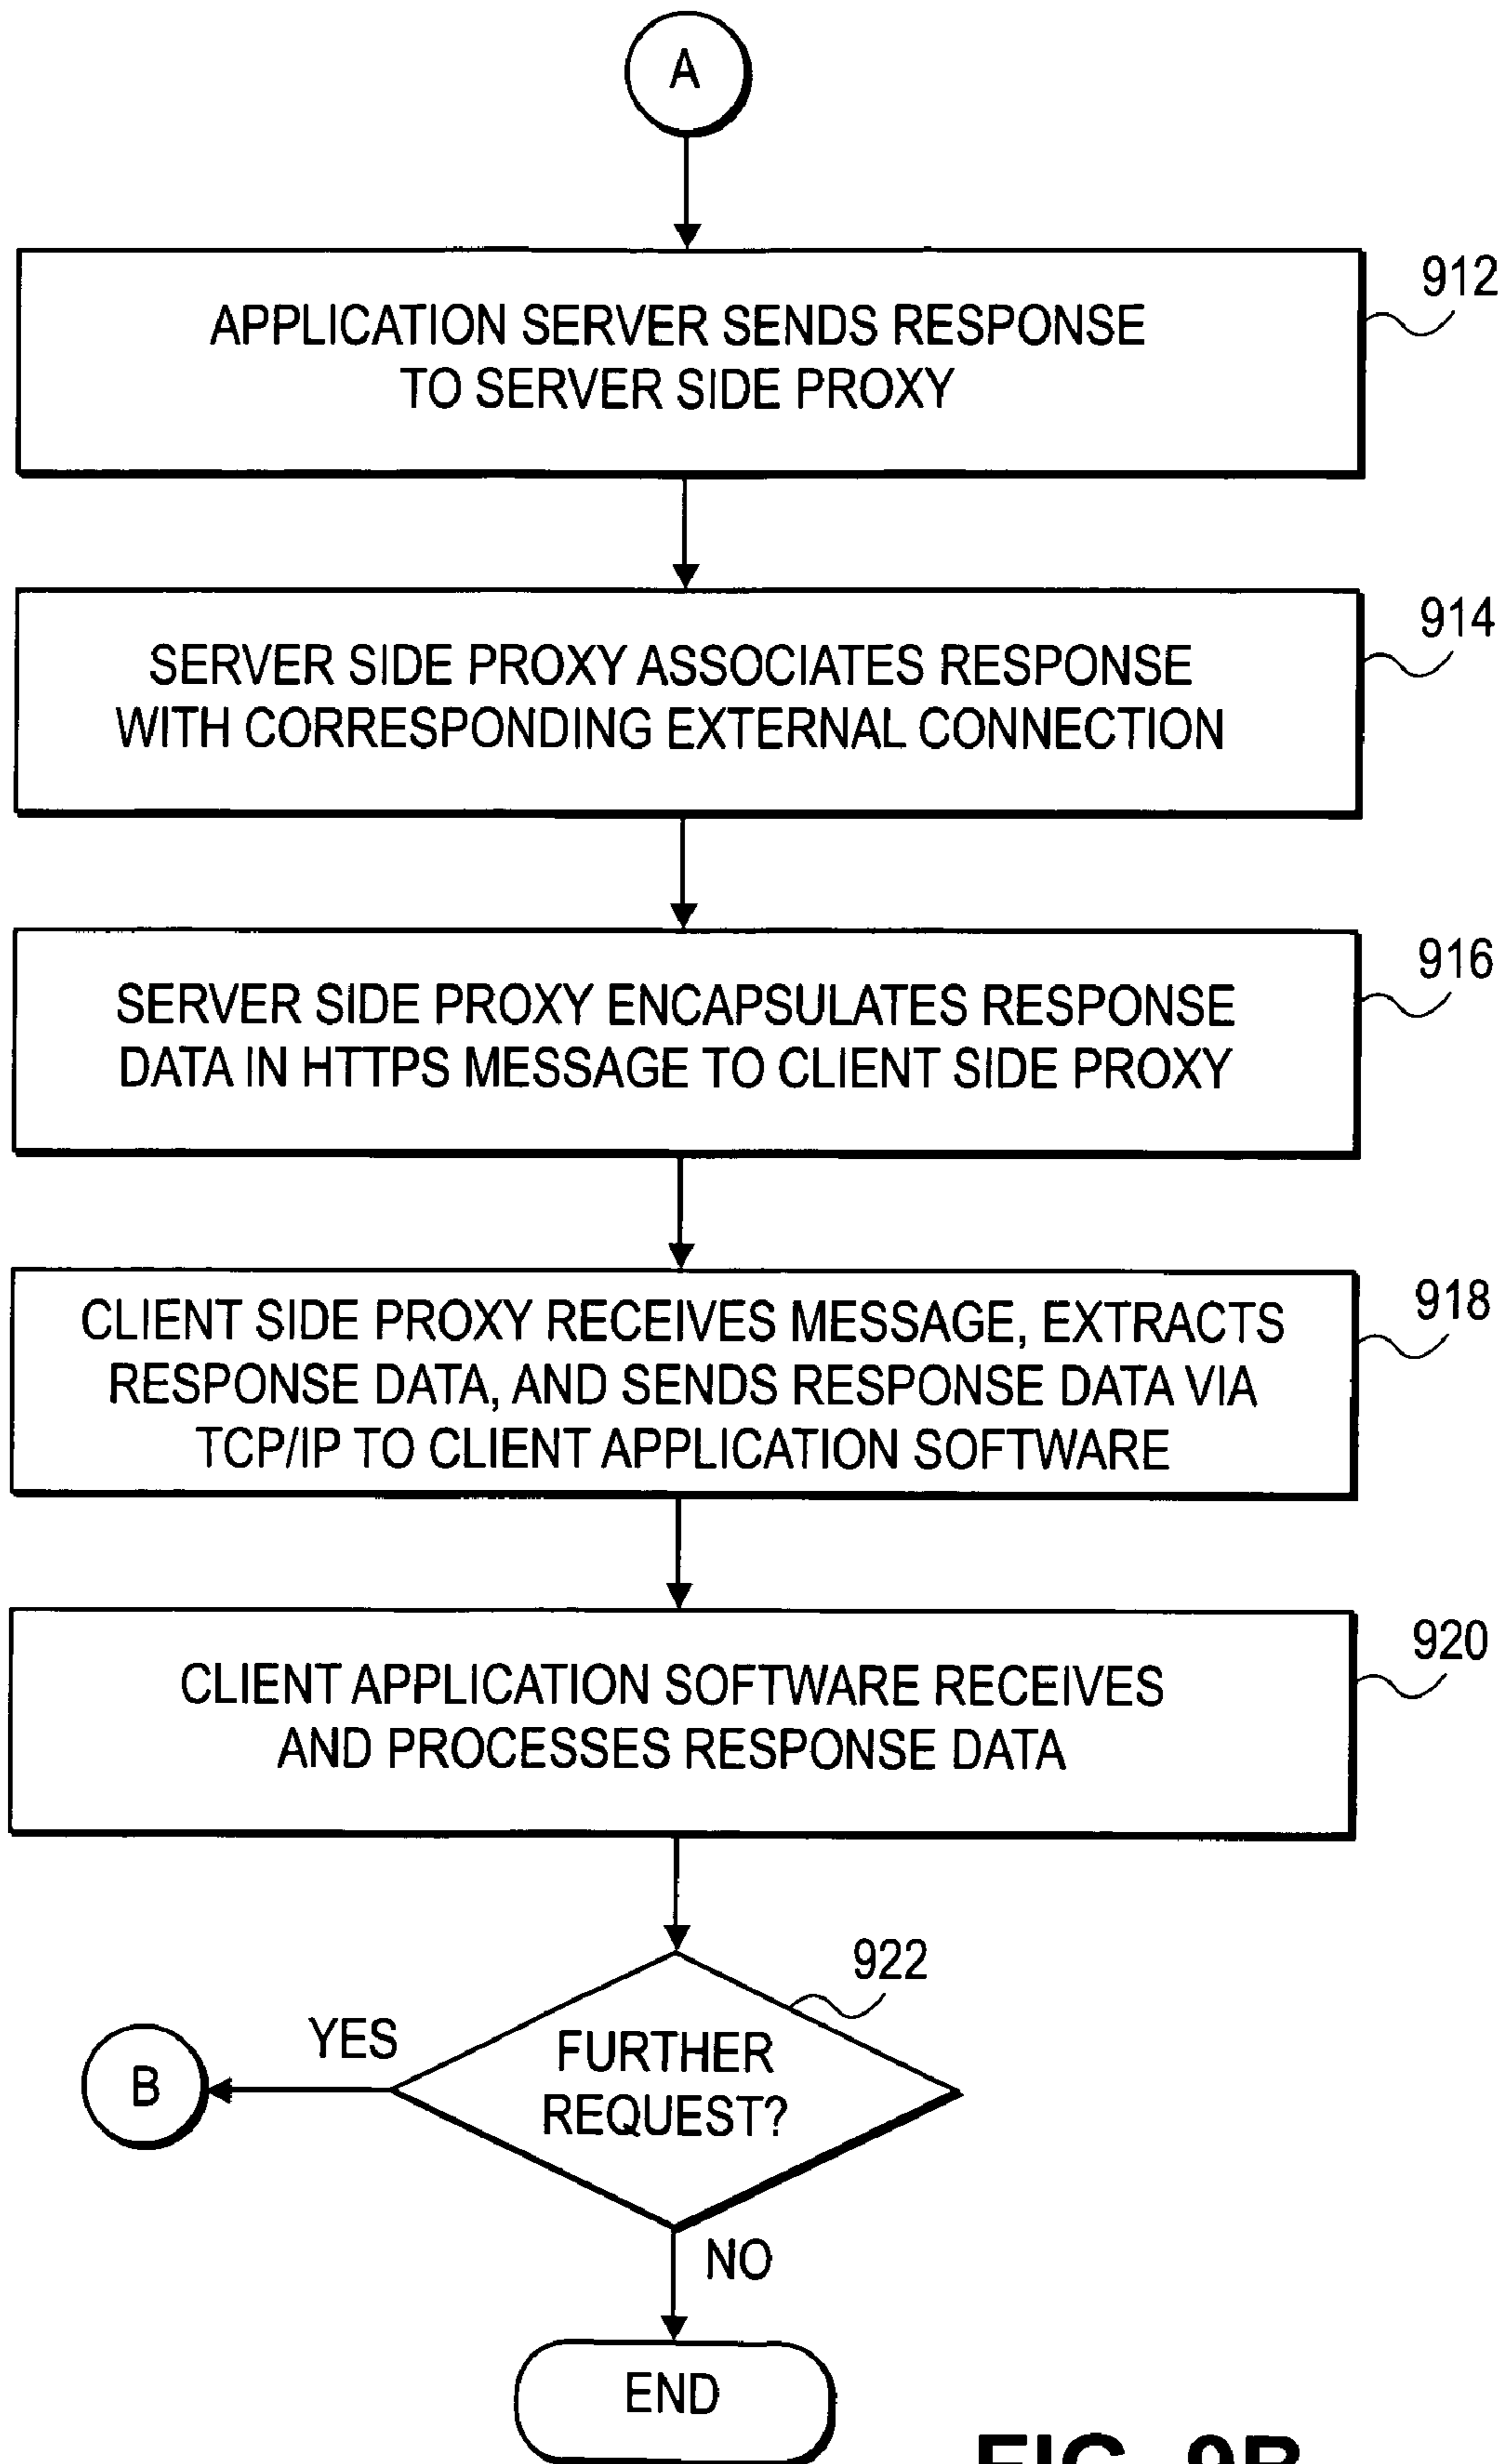 A
APPLICATION SERVER SENDS RESPONSE
TO SERVER SIDE PROXY
912
SERVER SIDE PROXY ASSOCIATES RESPONSE
WITH CORRESPONDING EXTERNAL CONNECTION
914
SERVER SIDE PROXY ENCAPSULATES RESPONSE
DATA IN HTTPS MESSAGE TO CLIENT SIDE PROXY
916
CLIENT SIDE PROXY RECEIVES MESSAGE, EXTRACTS
RESPONSE DATA, AND SENDS RESPONSE DATA VIA
TCP/IP TO CLIENT APPLICATION SOFTWARE
918
CLIENT APPLICATION SOFTWARE RECEIVES
AND PROCESSES RESPONSE DATA
920
922
FURTHER
REQUEST?
YES
B
NO
END
FIG. 9B